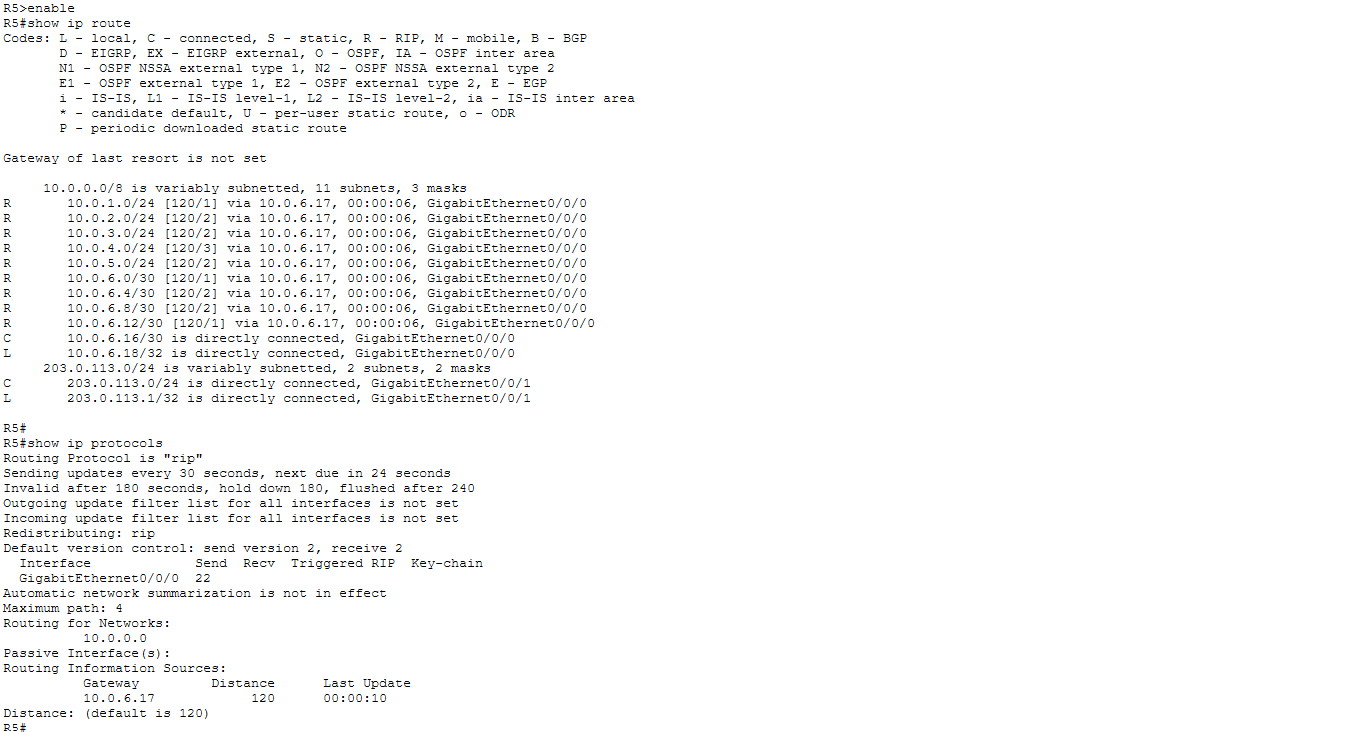 R5>enable
R5#show ip route
Codes: L - local, C - connected, S - static, R - RIP, M - mobile, B - BGP
D - EIGRP, EX - EIGRP external, O - OSPF, IA - OSPF inter area
N1 - OSPF NSSA external type 1, N2 - OSPF NSSA external type 2
E1 - OSPF external type 1, E2 - OSPF external type 2, E - EGP
i - IS-IS, L1 - IS-IS level-1, L2 - IS-IS level-2, ia - IS-IS inter area
* - candidate default, U - per-user static route, o - ODR
P - periodic downloaded static route
Gateway of last resort is not set
10.0.0.0/8 is variably subnetted, 11 subnets, 3 masks
R 10.0.1.0/24 [120/1] via 10.0.6.17, 00:00:06, GigabitEthernet0/0/0
R 10.0.2.0/24 [120/2] via 10.0.6.17, 00:00:06, GigabitEthernet0/0/0
R 10.0.3.0/24 [120/2] via 10.0.6.17, 00:00:06, GigabitEthernet0/0/0
R 10.0.4.0/24 [120/3] via 10.0.6.17, 00:00:06, GigabitEthernet0/0/0
R 10.0.5.0/24 [120/2] via 10.0.6.17, 00:00:06, GigabitEthernet0/0/0
R 10.0.6.0/30 [120/1] via 10.0.6.17, 00:00:06, GigabitEthernet0/0/0
R 10.0.6.4/30 [120/2] via 10.0.6.17, 00:00:06, GigabitEthernet0/0/0
R 10.0.6.8/30 [120/2] via 10.0.6.17, 00:00:06, GigabitEthernet0/0/0
R 10.0.6.12/30 [120/1] via 10.0.6.17, 00:00:06, GigabitEthernet0/0/0
C 10.0.6.16/30 is directly connected, GigabitEthernet0/0/0
L 10.0.6.18/32 is directly connected, GigabitEthernet0/0/0
203.0.113.0/24 is variably subnetted, 2 subnets, 2 masks
C 203.0.113.0/24 is directly connected, GigabitEthernet0/0/1
L 203.0.113.1/32 is directly connected, GigabitEthernet0/0/1
R5#
R5#show ip protocols
Routing Protocol is "rip"
Sending updates every 30 seconds, next due in 24 seconds
Invalid after 180 seconds, hold down 180, flushed after 240
Outgoing update filter list for all interfaces is not set
Incoming update filter list for all interfaces is not set
Redistributing: rip
Default version control: send version 2, receive 2
Interface Send Recv Triggered RIP Key-chain
GigabitEthernet0/0/0 22
Automatic network summarization is not in effect
Maximum path: 4
Routing for Networks:
10.0.0.0
Passive Interface(s):
Routing Information Sources:
Gateway Distance Last Update
10.0.6.17 120 00:00:10
Distance: (default is 120)
R5#